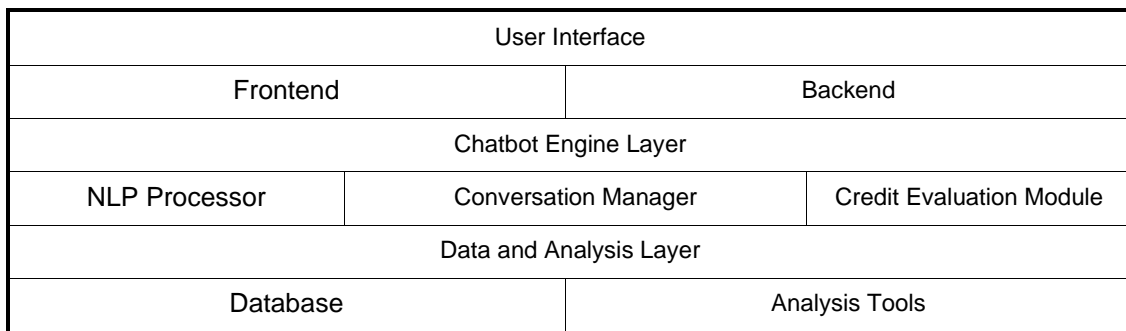 User Interface
Frontend Backend
Chatbot Engine Layer
NLP Processor Conversation Manager Credit Evaluation Module
Data and Analysis Layer
Database Analysis Tools